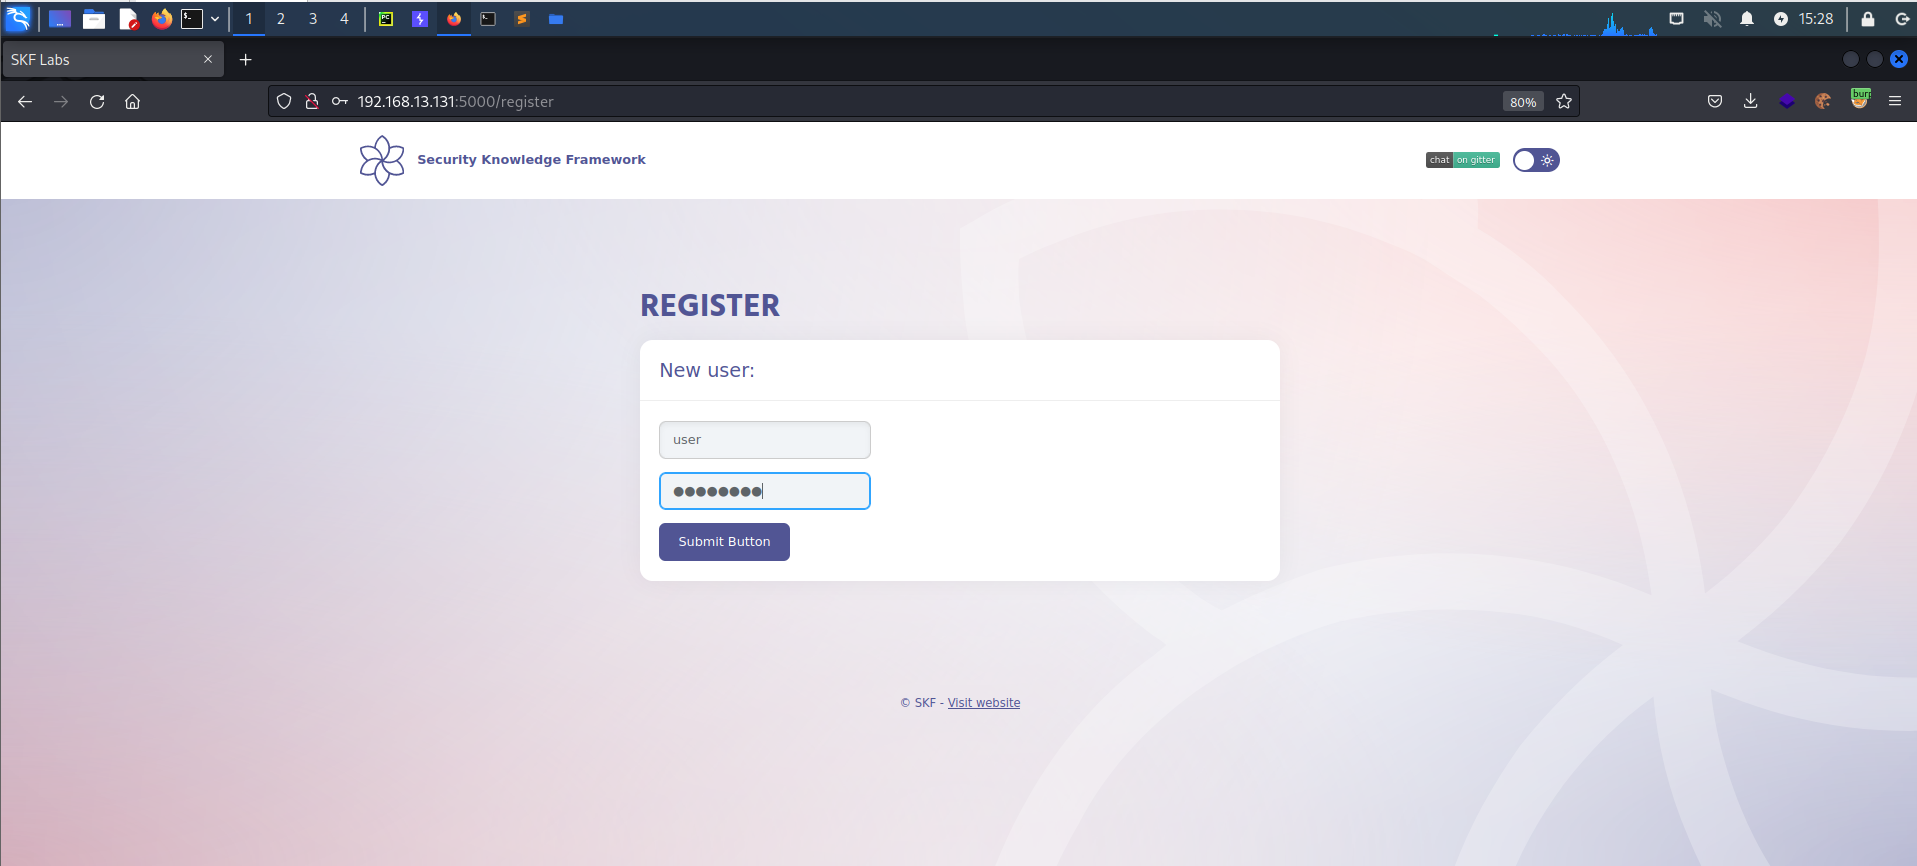 1 2 3 4 15:28
SKF Labs
192.168.13.131:5000/register 80%
Security Knowledge Framework
chat on gitter
REGISTER
New user:
user
Submit Button
© SKF - Visit website